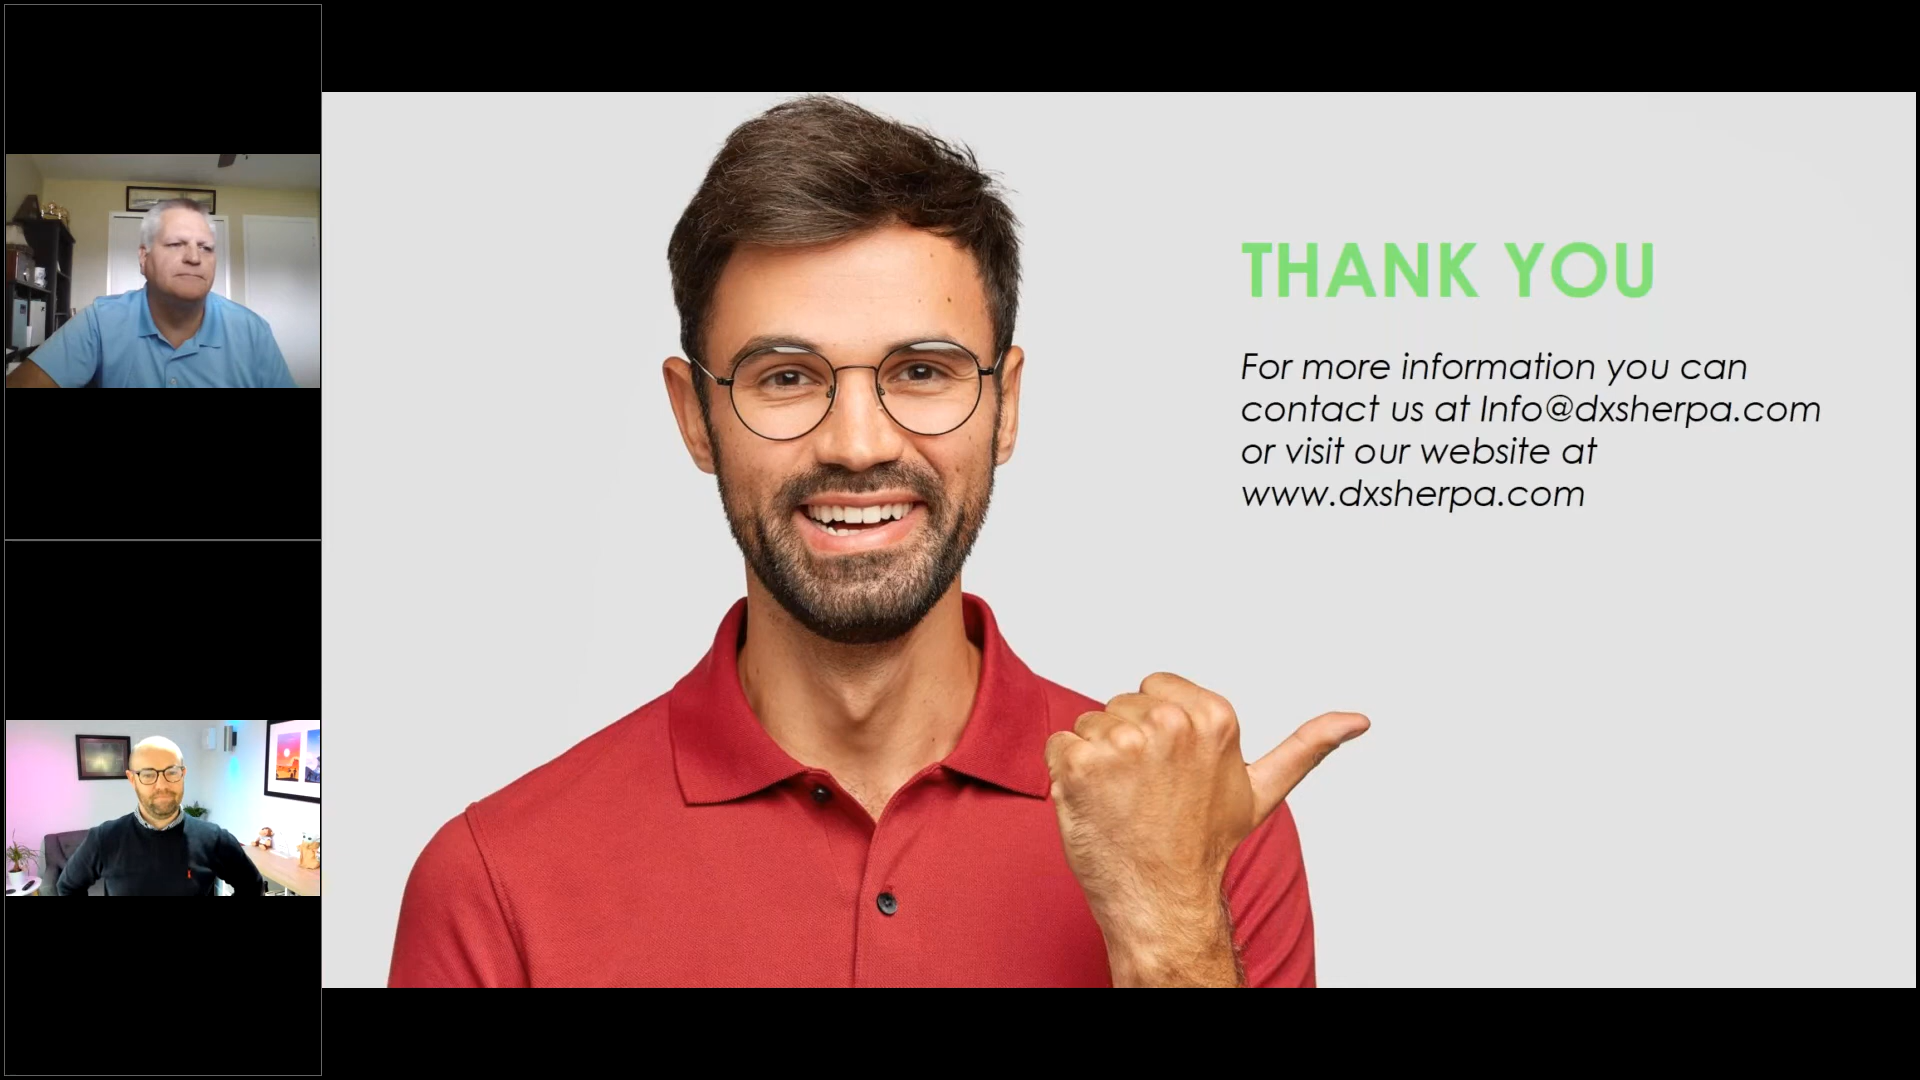 THANK YOU
For more information you can
contact us at Info@dxsherpa.com
or visit our website at
www.dxsherpa.com